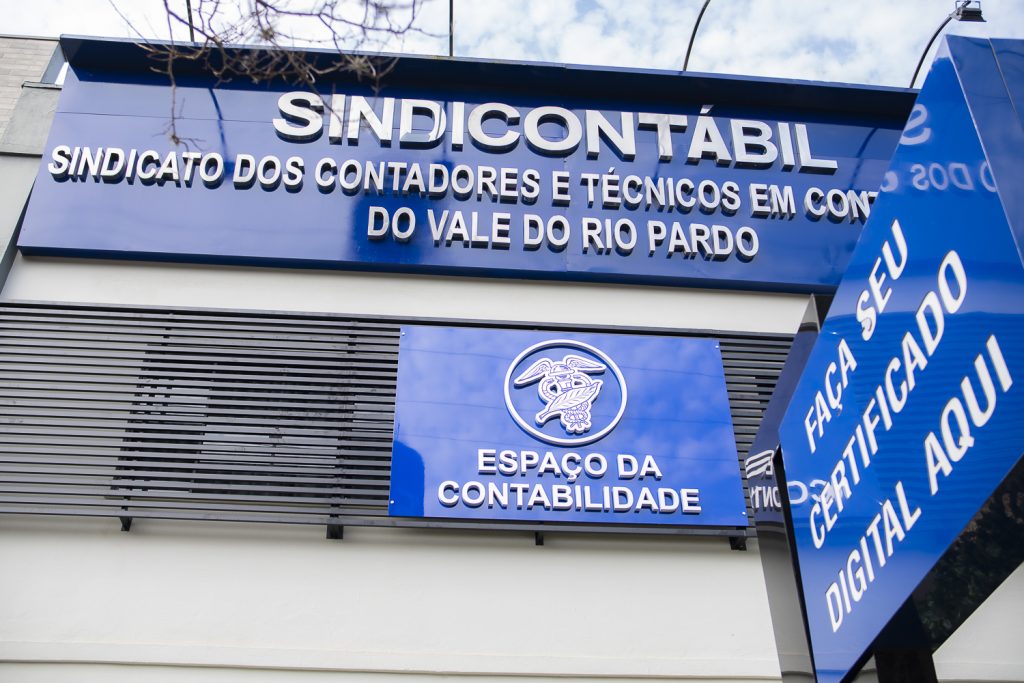 SINDICONTÁBIL
SINDICATO DOS CONTADORES E TÉCNICOS EM CONT
DO VALE DO RIO PARDO
ESPAÇO DA
CONTABILIDADE
FAÇA SEU
CERTIFICADO
DIGITAL AQUI